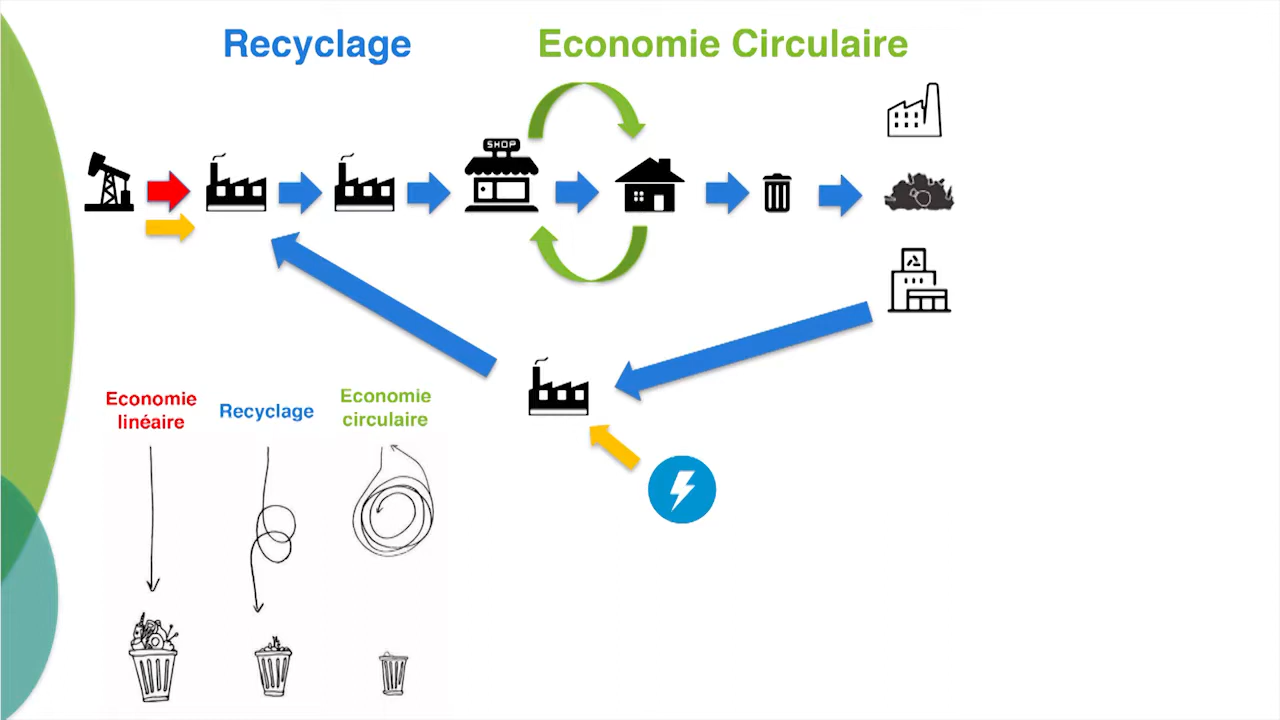 Recyclage
Economie Circulaire
SHOP
Economie
linéaire
Recyclage
Economie
circulaire